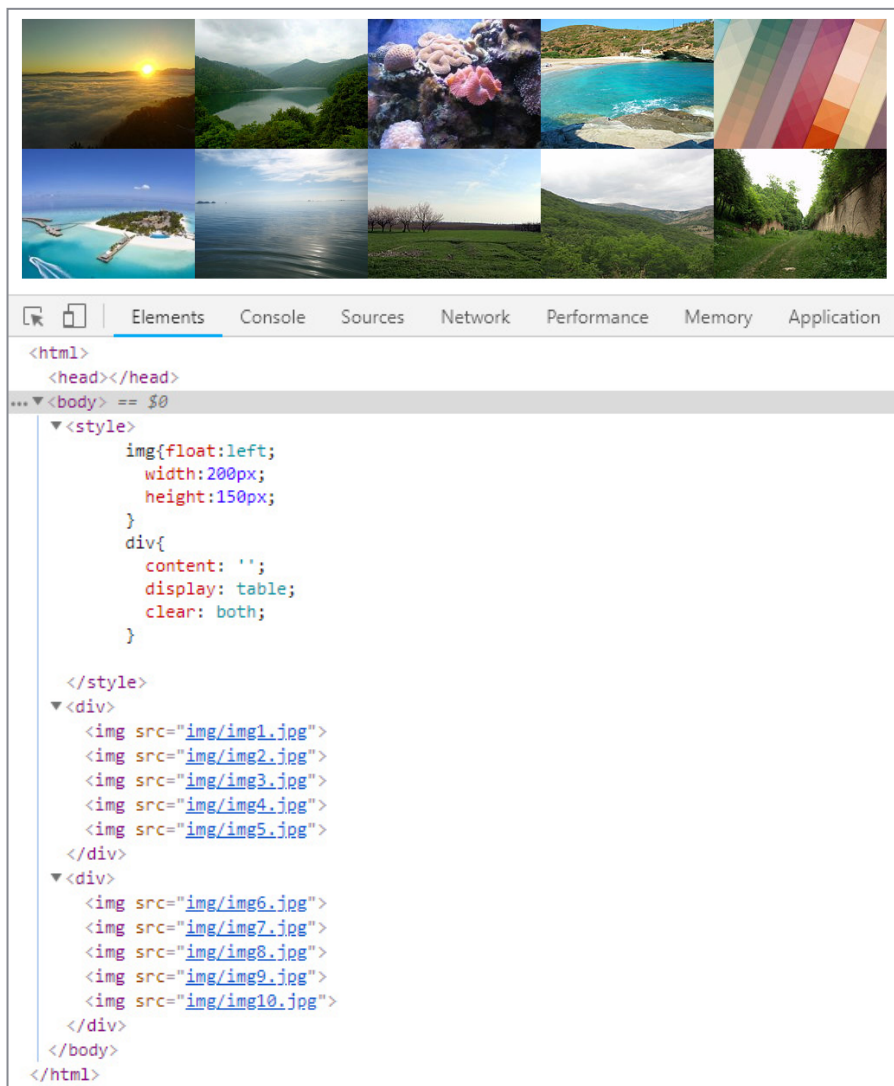 Elements Console Sources Network Performance Memory Application
<html>
<head></head>
... ▼<body> == $0
▼<style>
img{float:left;
width:200px;
height:150px;
}
div{
content: '';
display: table;
clear: both;
}
</style>
▼<div>
<img src="img/img1.jpg">
<img src="img/img2.jpg">
<img src="img/img3.jpg">
<img src="img/img4.jpg">
<img src="img/img5.jpg">
</div>
▼<div>
<img src="img/img6.jpg">
<img src="img/img7.jpg">
<img src="img/img8.jpg">
<img src="img/img9.jpg">
<img src="img/img10.jpg">
</div>
</body>
</html>